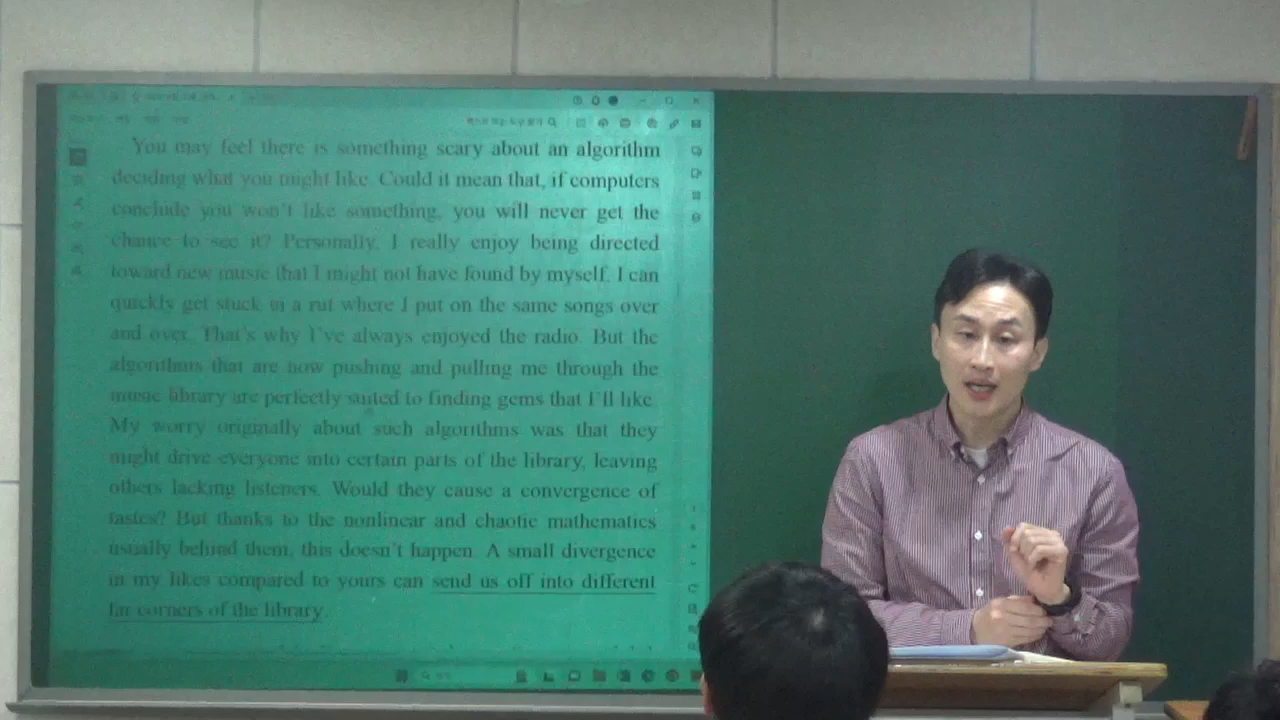 You may feel there is something scary about an algorithm
deciding what you might like. Could it mean that, if computers
conclude you won't like something, you will never get the
chance to see it? Personally, I really enjoy being directed
toward new music that I might not have found by myself. I can
quickly get stuck in a rut where I put on the same songs over
and over. That's why I've always enjoyed the radio. But the
algorithms that are now pushing and pulling me through the
music library are perfectly suited to finding gems that I'll like.
My worry originally about such algorithms was that they
might drive everyone into certain parts of the library, leaving
others lacking listeners. Would they cause a convergence of
tastes? But thanks to the nonlinear and chaotic mathematics
usually behind them, this doesn't happen. A small divergence
in my likes compared to yours can send us off into different
far corners of the library.